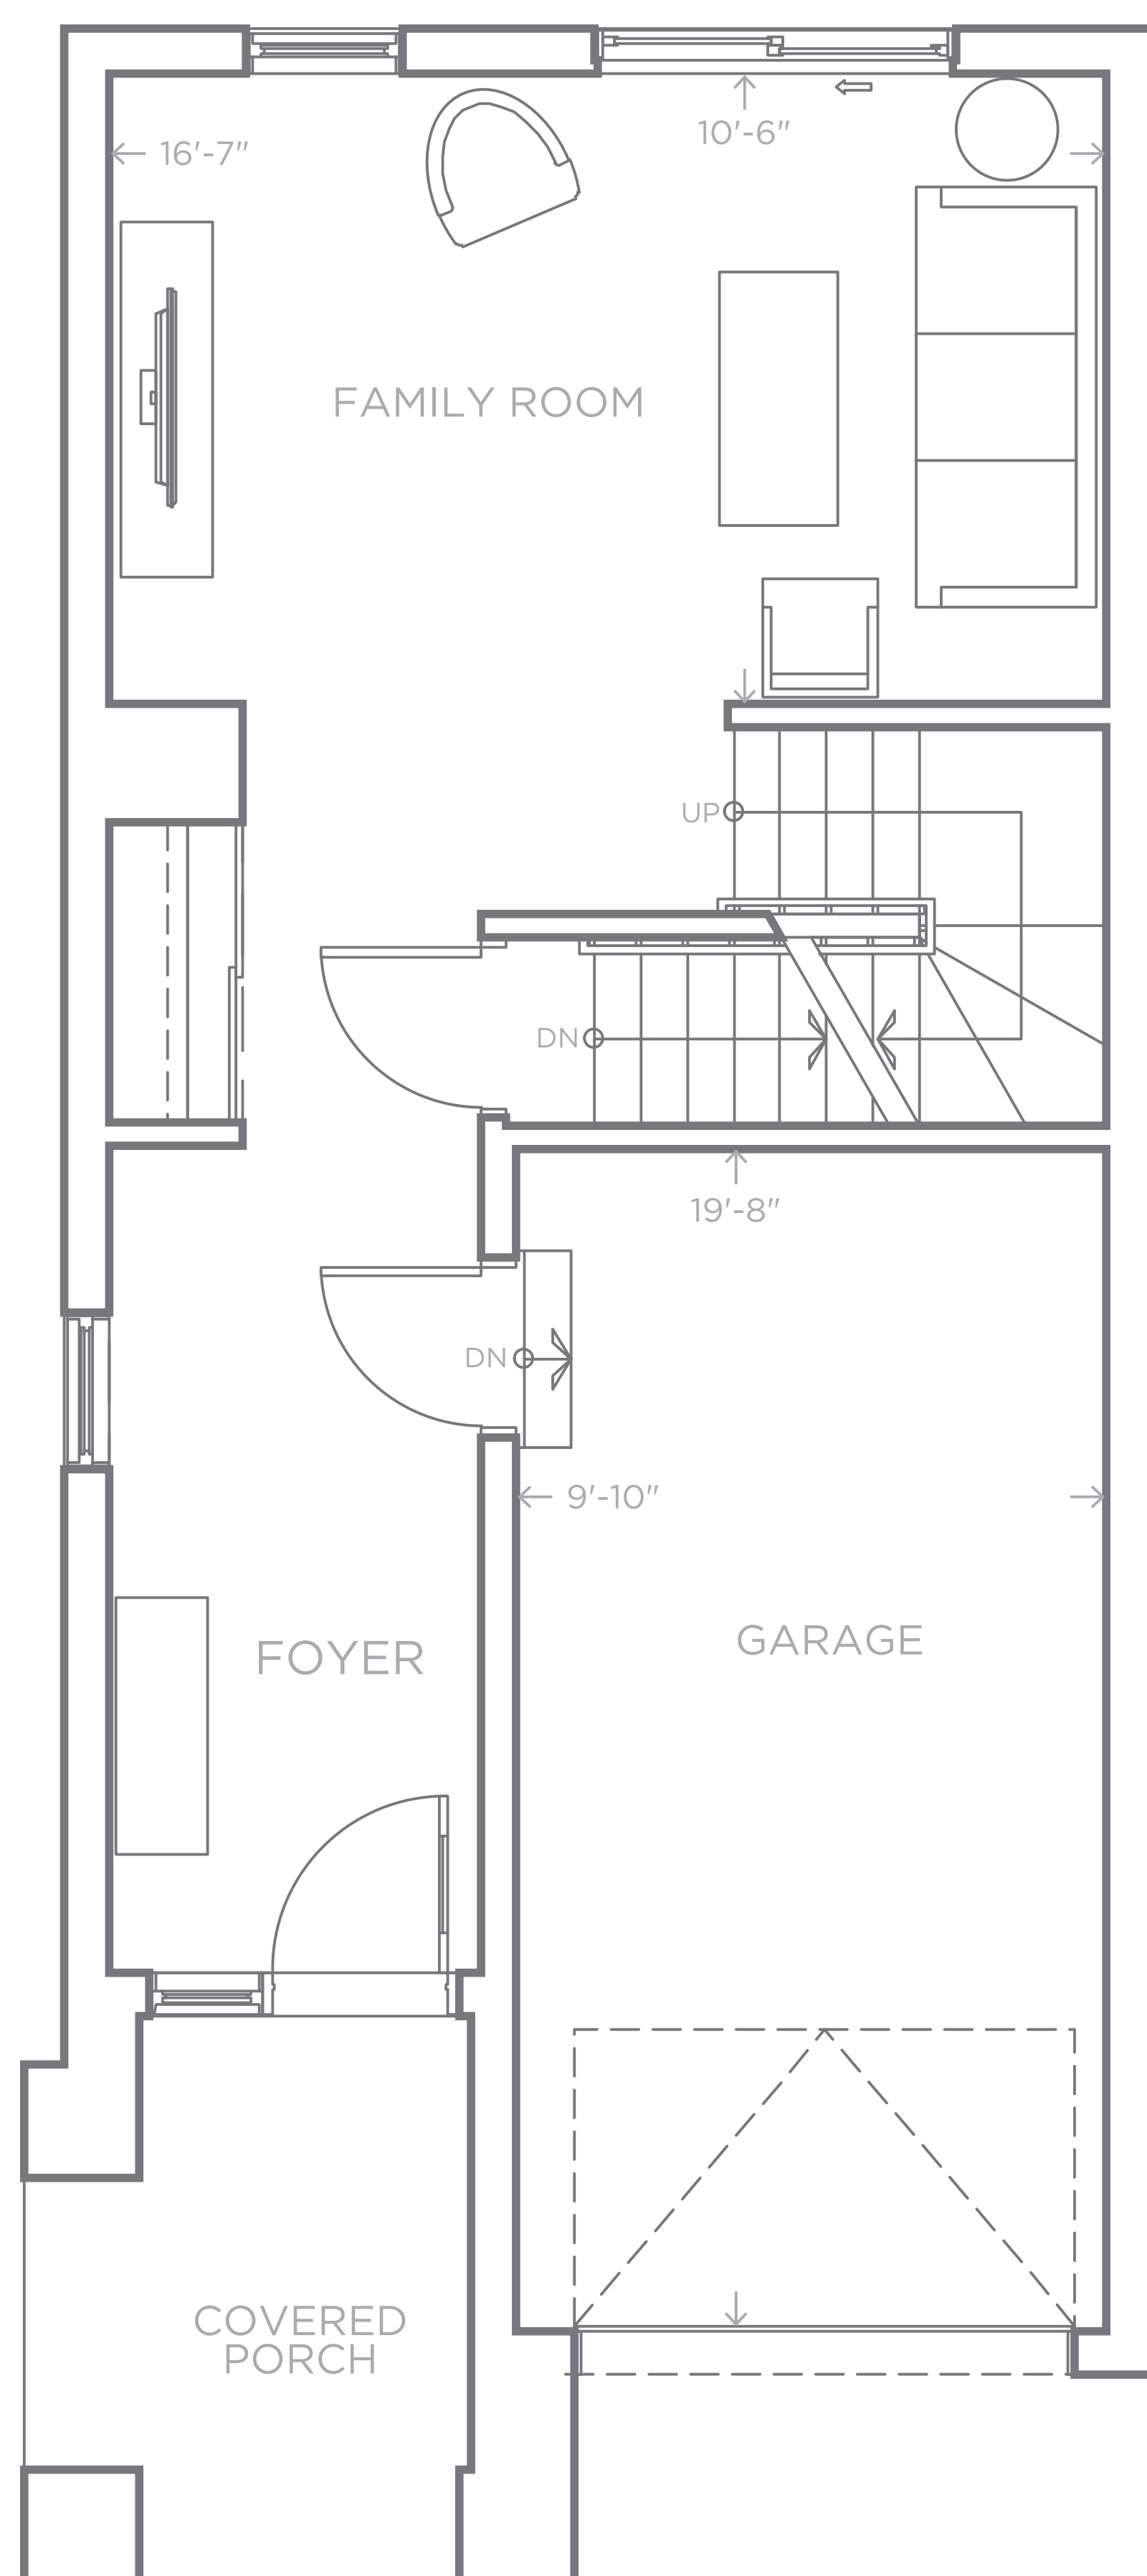 10'-6"
16'-7"
FAMILY ROOM
UP
DN
19'-8"
DN
9'-10"
GARAGE
FOYER
COVERED
PORCH